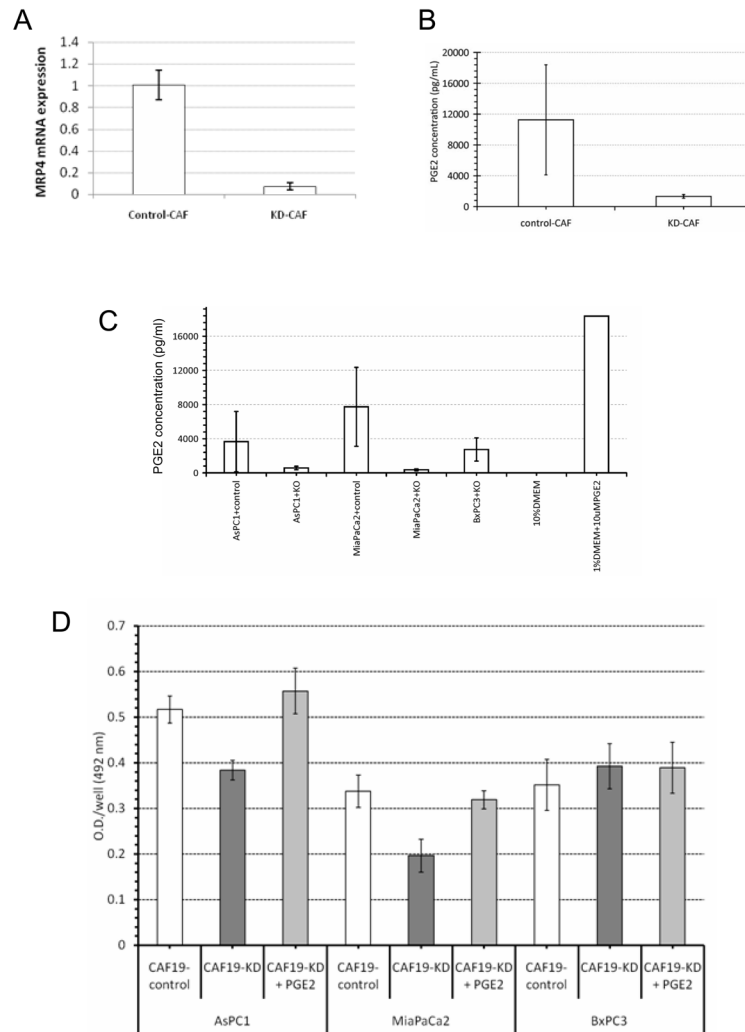 A
MRP4 mRNA expression
1.4
1.2
1
0.8
0.6
0.4
0.2
0
Control-CAF KD-CAF
B
PGE2 concentration (pg/mL)
20000
16000
12000
8000
4000
0
control-CAF KD-CAF
C
PGE2 concentration (pg/ml)
16000
12000
8000
4000
0
AsPC1+control
AsPC1+KO
MiaPaCa2+control
MiaPaCa2+KO
BxPC3+KO
10%DMEM
1%DMEM+10uMPGE2
D
O.D./well (492 nm)
0.7
0.6
0.5
0.4
0.3
0.2
0.1
0
CAF19- CAF19-KD CAF19-KD CAF19- CAF19-KD CAF19-KD CAF19- CAF19-KD CAF19-KD
control + PGE2 control + PGE2 control + PGE2
AsPC1 MiaPaCa2 BxPC3